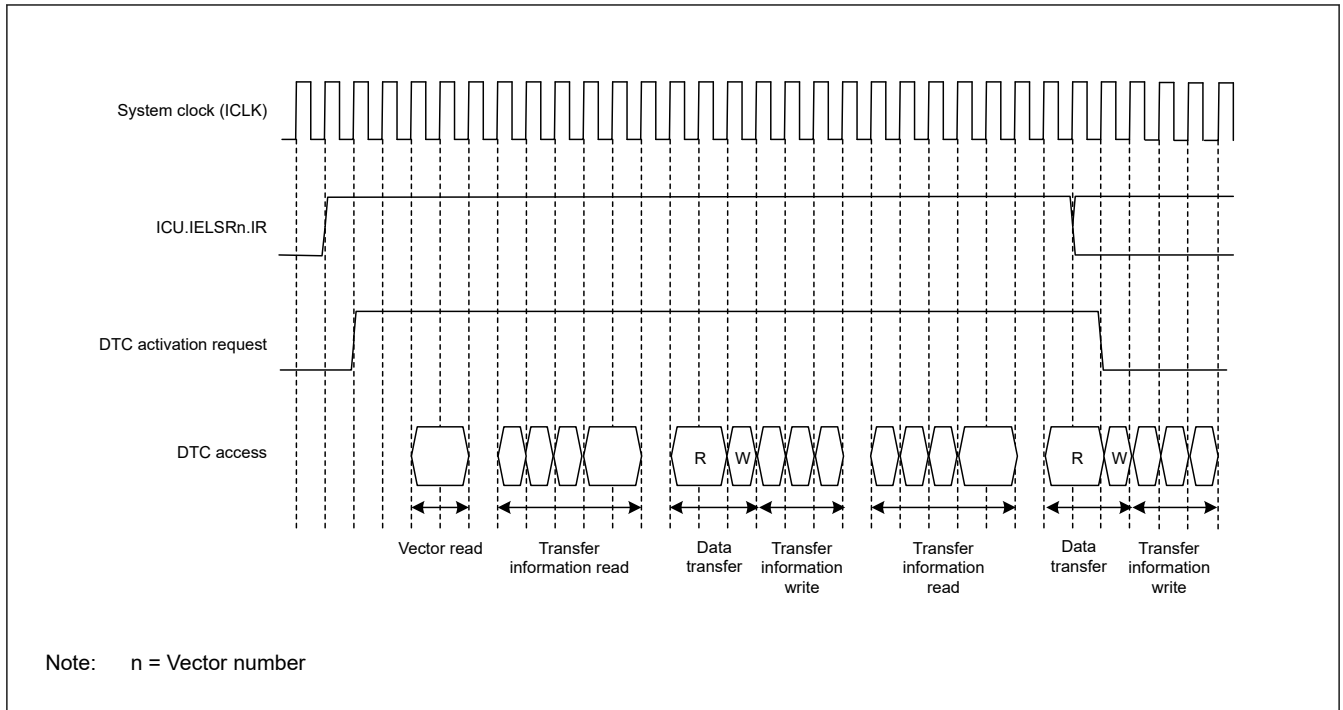 System clock (ICLK)
ICU.IELSRn.IR
DTC activation request
DTC access
R
W
R
W
Vector read
Transfer
information read
Data
transfer
Transfer
information
write
Transfer
information
read
Data
transfer
Transfer
information
write
Note: n = Vector number